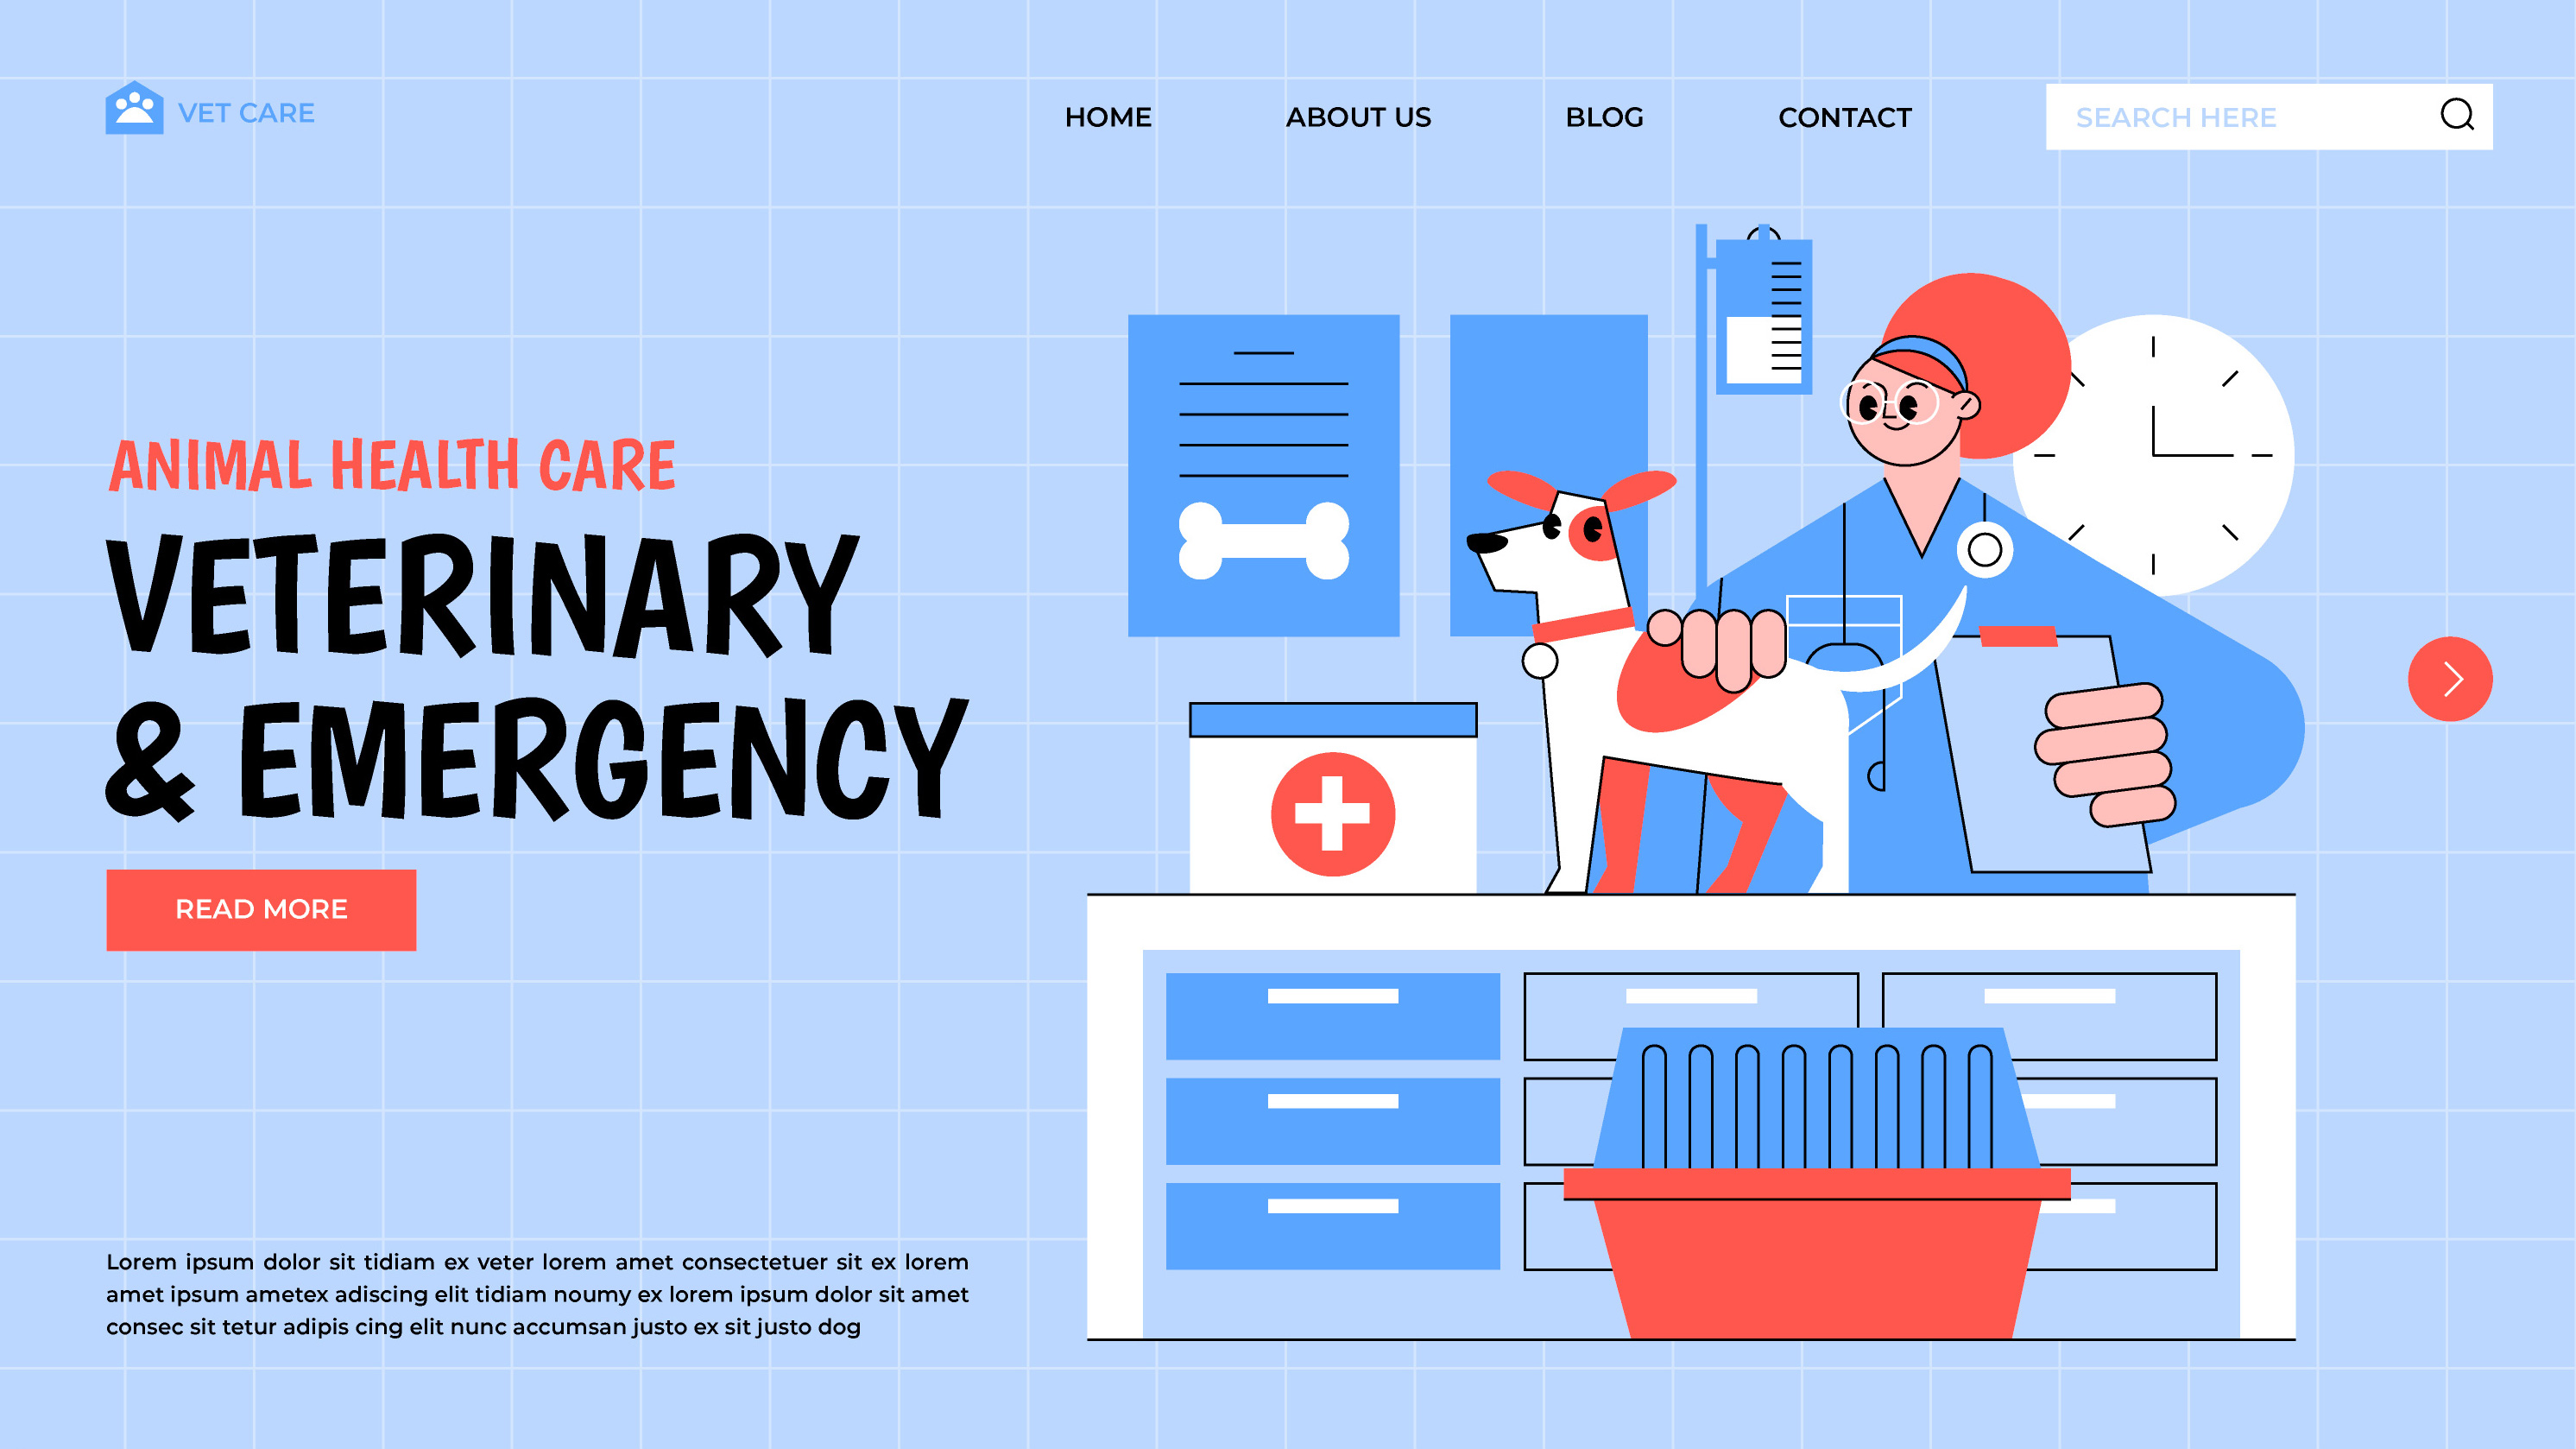 VET CARE
HOME
ABOUT US
BLOG
CONTACT
SEARCH HERE
ANIMAL HEALTH CARE
VETERINARY
& EMERGENCY
READ MORE
Lorem ipsum dolor sit tidiam ex veter lorem amet consectetuer sit ex lorem
amet ipsum ametex adiscing elit tidiam noumy ex lorem ipsum dolor sit amet
consec sit tetur adipis cing elit nunc accumsan justo ex sit justo dog